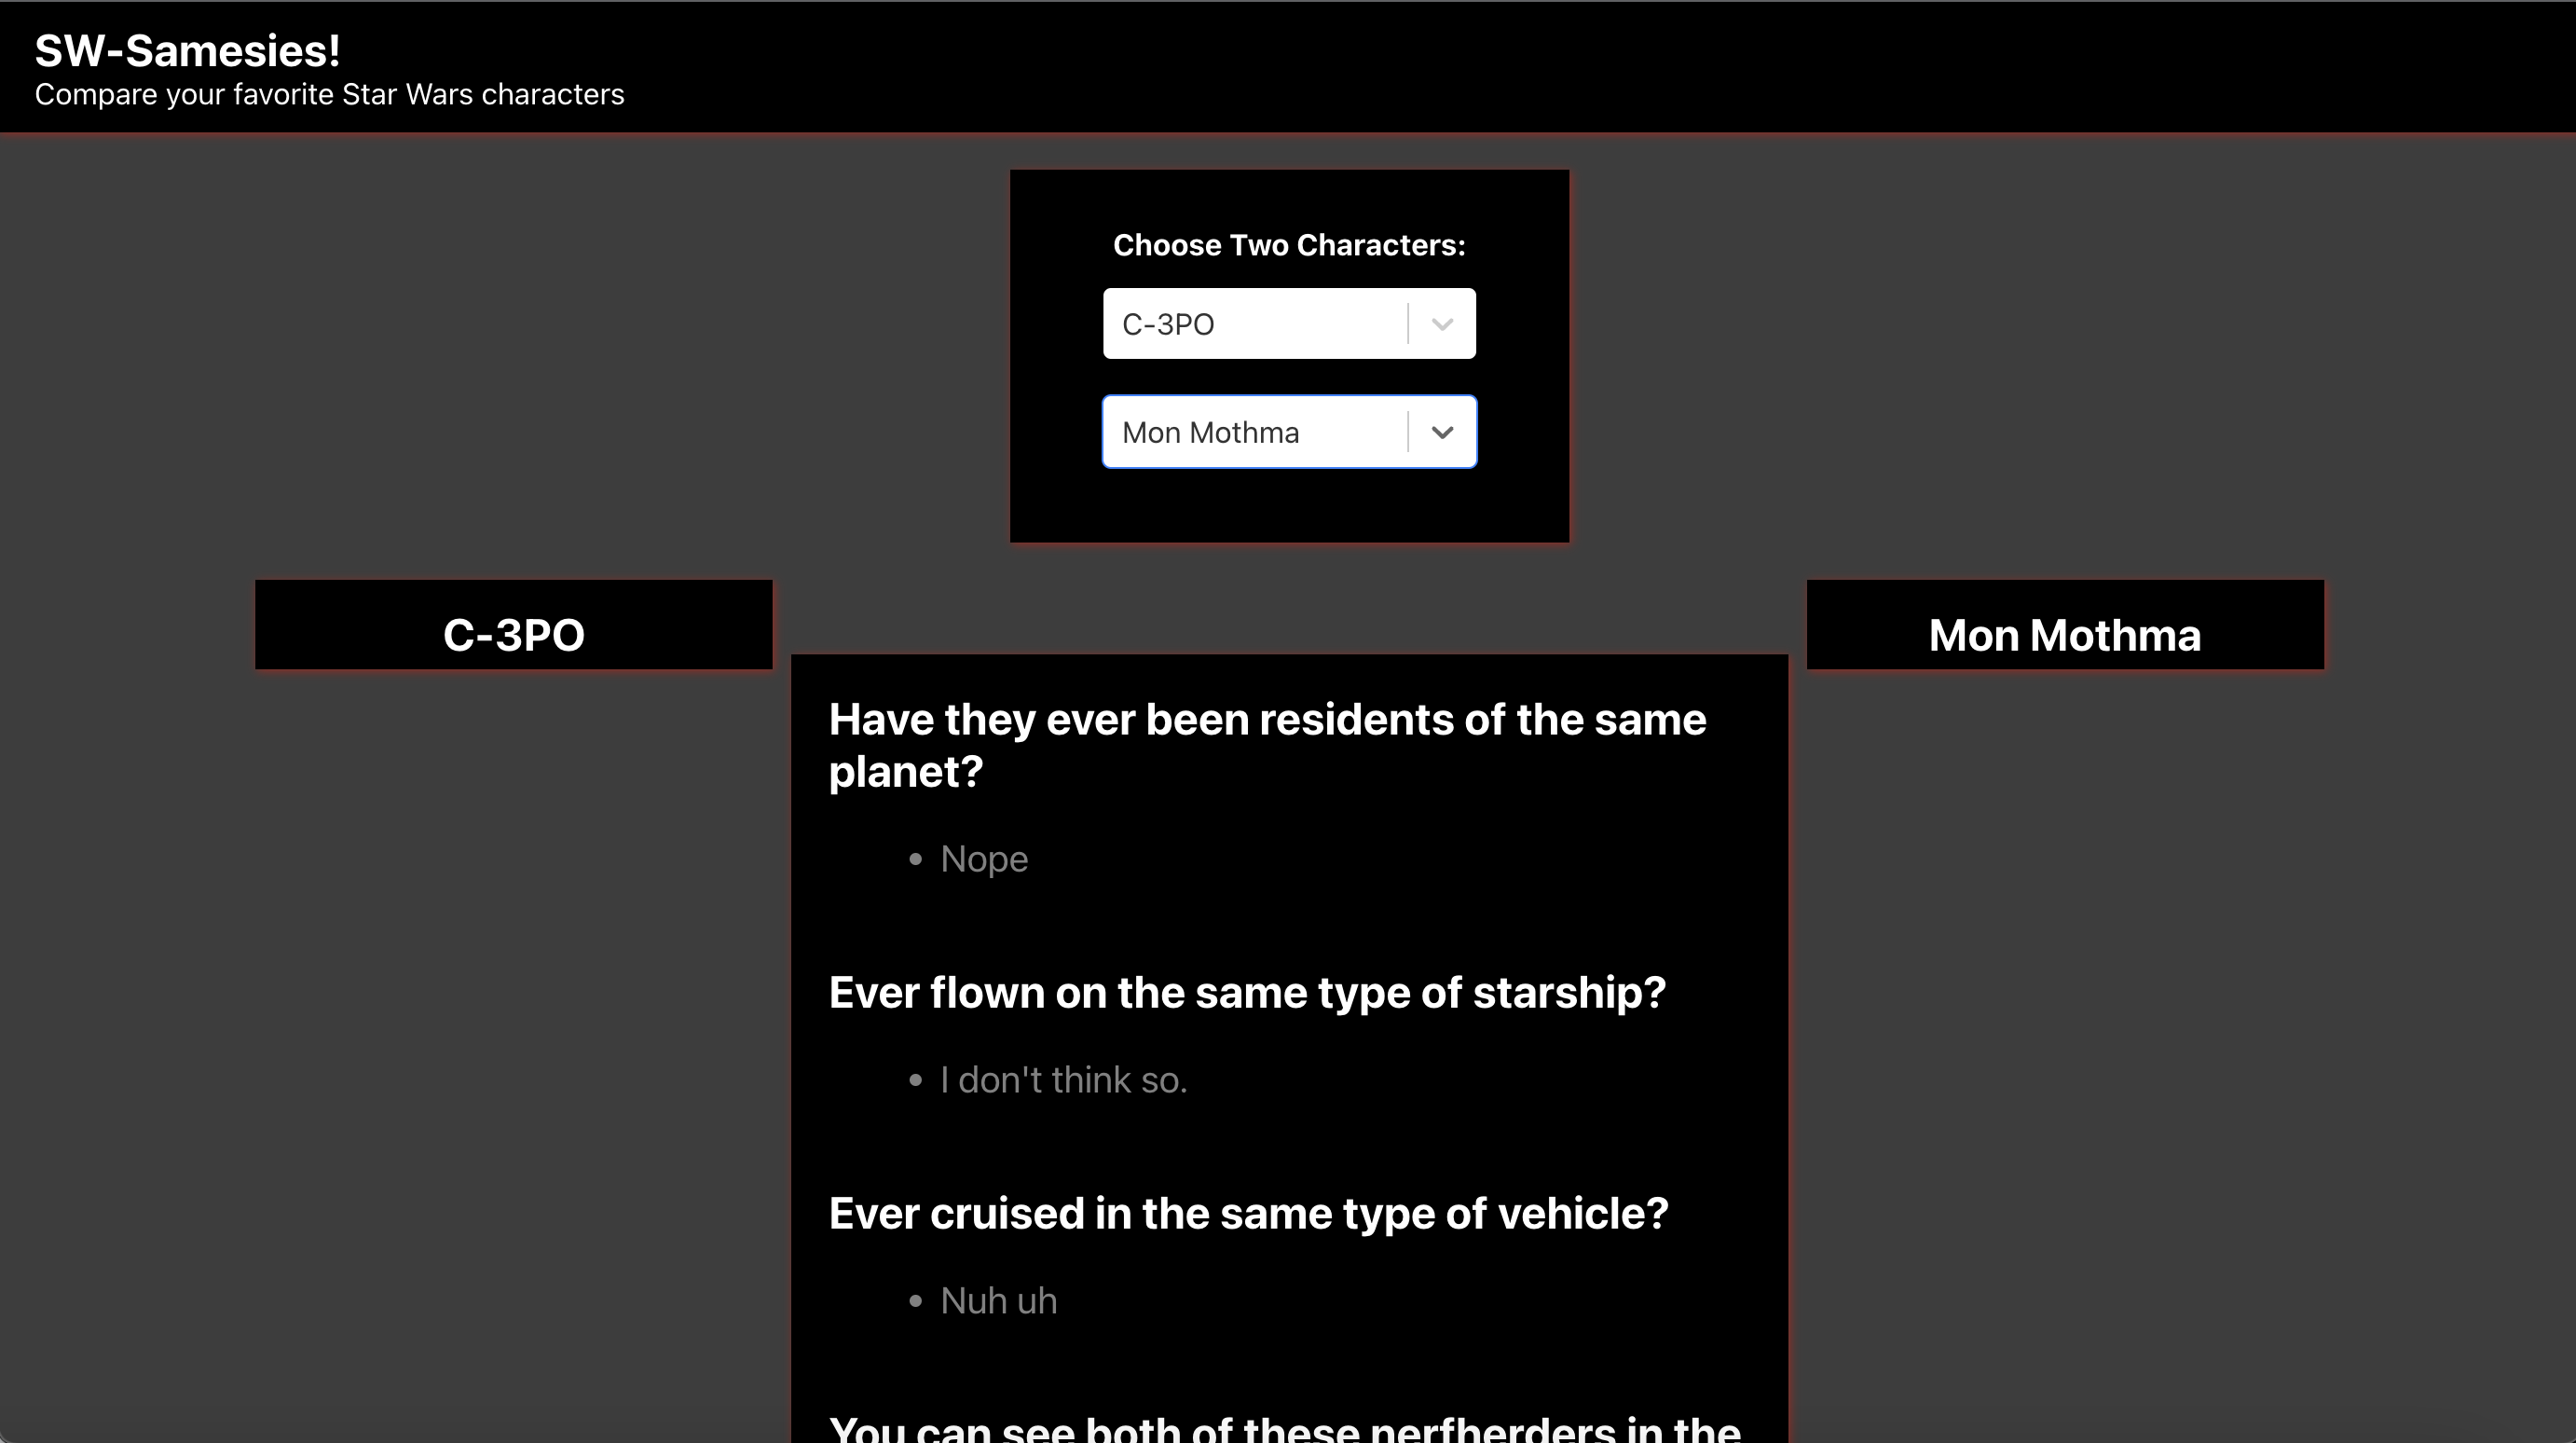 SW-Samesies!
Compare your favorite Star Wars characters
Choose Two Characters:
C-3PO
Mon Mothma
C-3PO
Mon Mothma
Have they ever been residents of the same
planet?
• Nope
Ever flown on the same type of starship?
• I don't think so.
Ever cruised in the same type of vehicle?
• Nuh uh
You can see both of these nerfherders in the